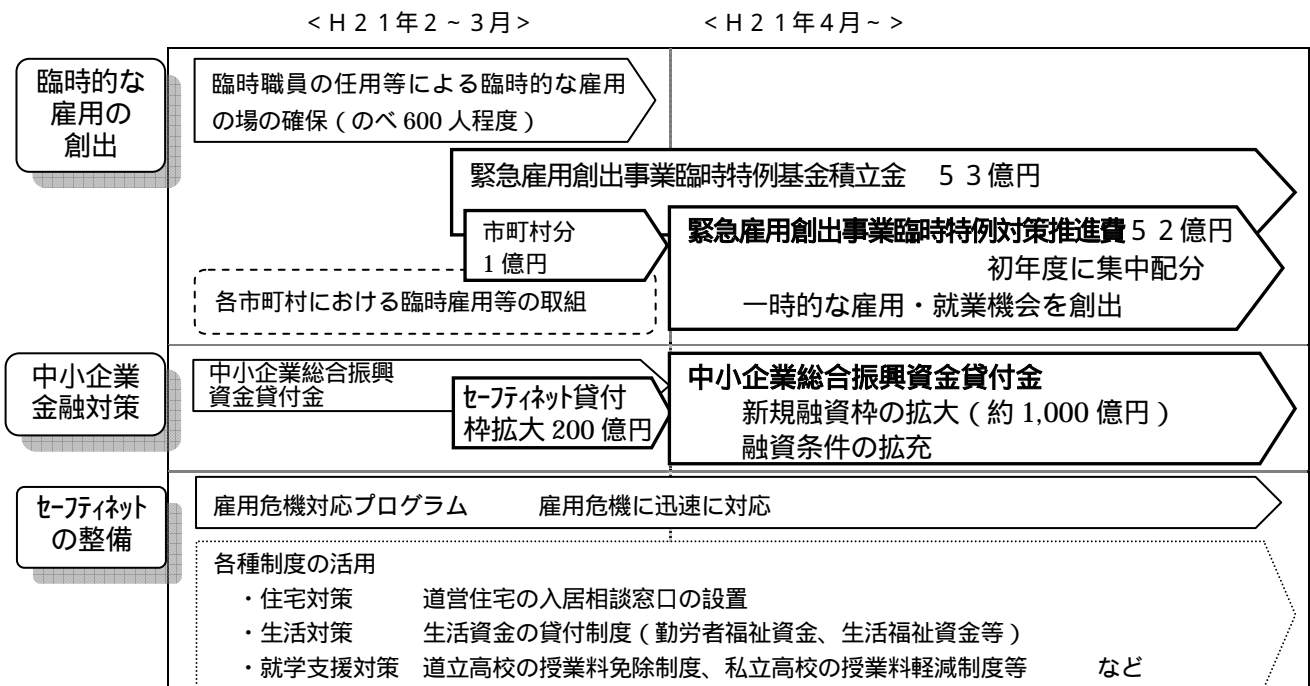 ＜Ｈ２１年２～３月＞　　＜Ｈ２１年４月～＞
臨時的な
雇用の
創出
臨時職員の任用等による臨時的な雇用
の場の確保（のべ600人程度）
緊急雇用創出事業臨時特例基金積立金　５３億円
市町村分
1億円
緊急雇用創出事業臨時特例対策推進費５２億円
初年度に集中配分
一時的な雇用・就業機会を創出
各市町村における臨時雇用等の取組
中小企業
金融対策
中小企業総合振興
資金貸付金
ｾｰﾌﾃｨﾈｯﾄ貸付
枠拡大200億円
中小企業総合振興資金貸付金
新規融資枠の拡大（約1,000億円）
融資条件の拡充
ｾｰﾌﾃｨﾈｯﾄ
の整備
雇用危機対応プログラム　　雇用危機に迅速に対応
各種制度の活用
・住宅対策　　道営住宅の入居相談窓口の設置
・生活対策　　生活資金の貸付制度（勤労者福祉資金、生活福祉資金等）
・就学支援対策　道立高校の授業料免除制度、私立高校の授業料軽減制度等　　など